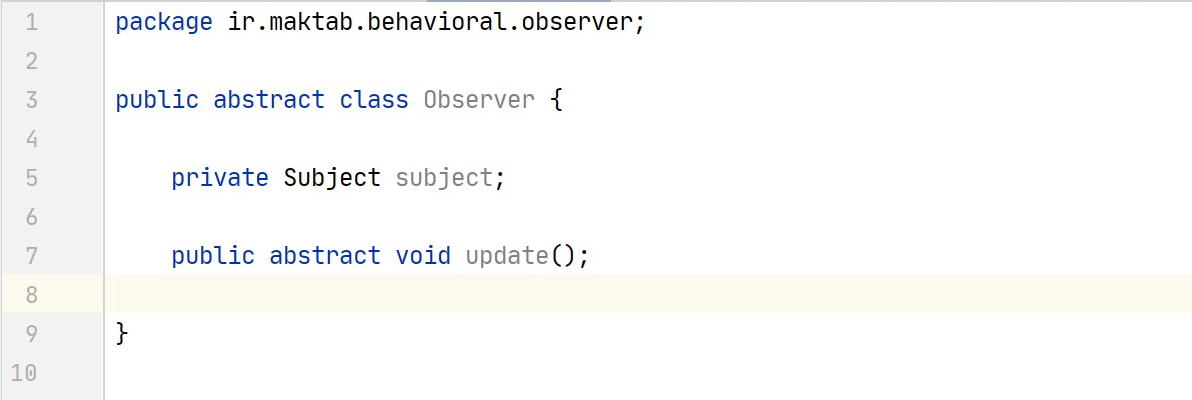 1 package ir.maktab.behavioral.observer;
2
3 public abstract class Observer {
4
5     private Subject subject;
6
7     public abstract void update();
8
9 }
10